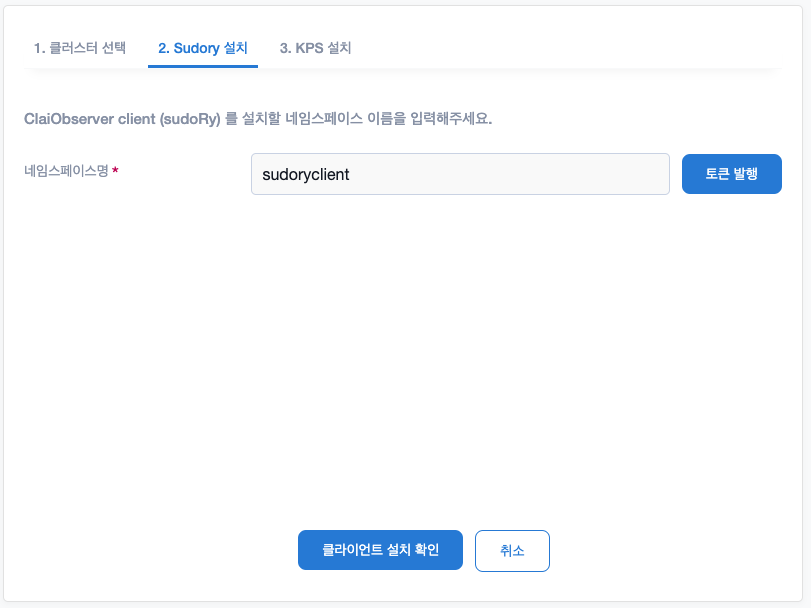 1. 클러스터 선택 2. Sudory 설치 3. KPS 설치
ClaiObserver client (sudoRy) 를 설치할 네임스페이스 이름을 입력해주세요.
네임스페이스명 * sudoryclient 토큰 발행
클라이언트 설치 확인 취소